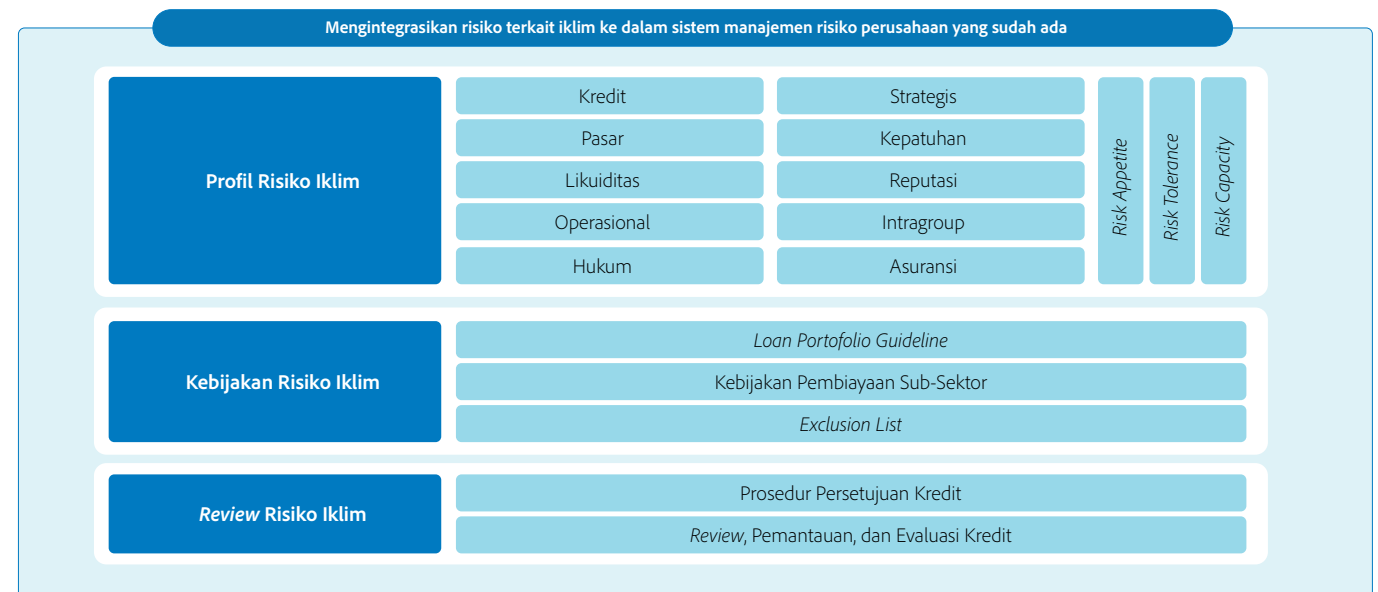 Mengintegrasikan risiko terkait iklim ke dalam sistem manajemen risiko perusahaan yang sudah ada
Profil Risiko Iklim
Kredit
Pasar
Likuiditas
Operasional
Hukum
Strategis
Kepatuhan
Reputasi
Intragroup
Asuransi
Risk Appetite
Risk Tolerance
Risk Capacity
Kebijakan Risiko Iklim
Loan Portofolio Guideline
Kebijakan Pembiayaan Sub-Sektor
Exclusion List
Review Risiko Iklim
Prosedur Persetujuan Kredit
Review, Pemantauan, dan Evaluasi Kredit